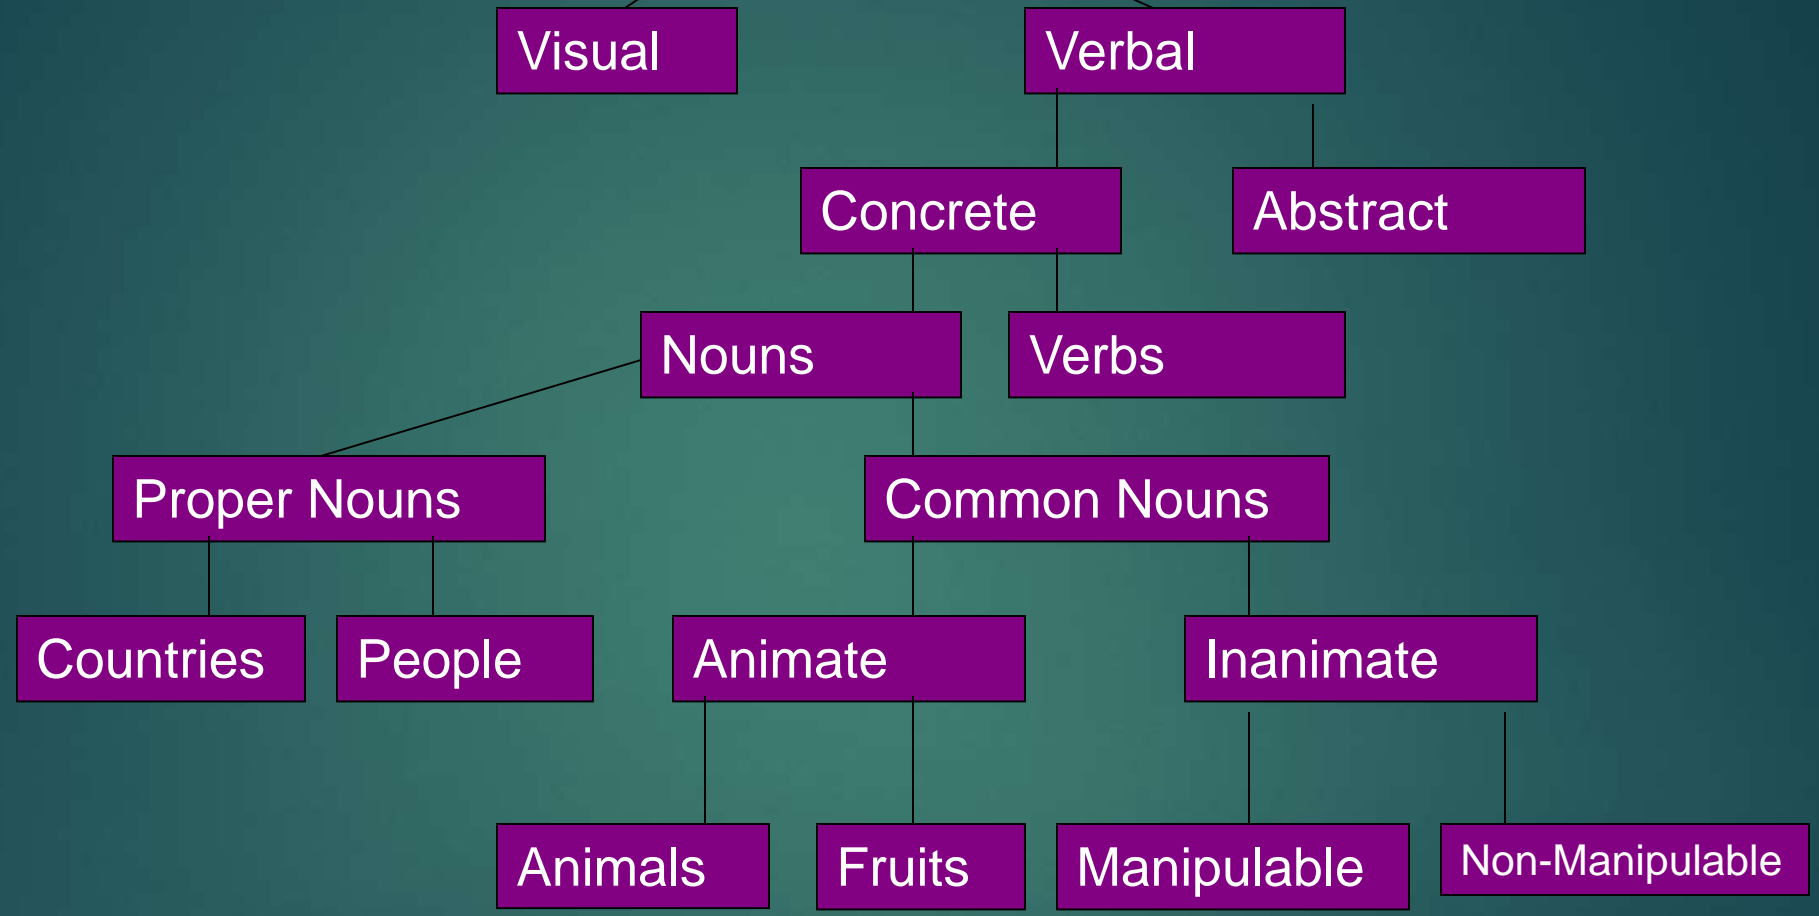 Visual
Verbal
Concrete
Abstract
Nouns
Verbs
Proper Nouns
Common Nouns
Countries
People
Animate
Inanimate
Animals
Fruits
Manipulable
Non-Manipulable